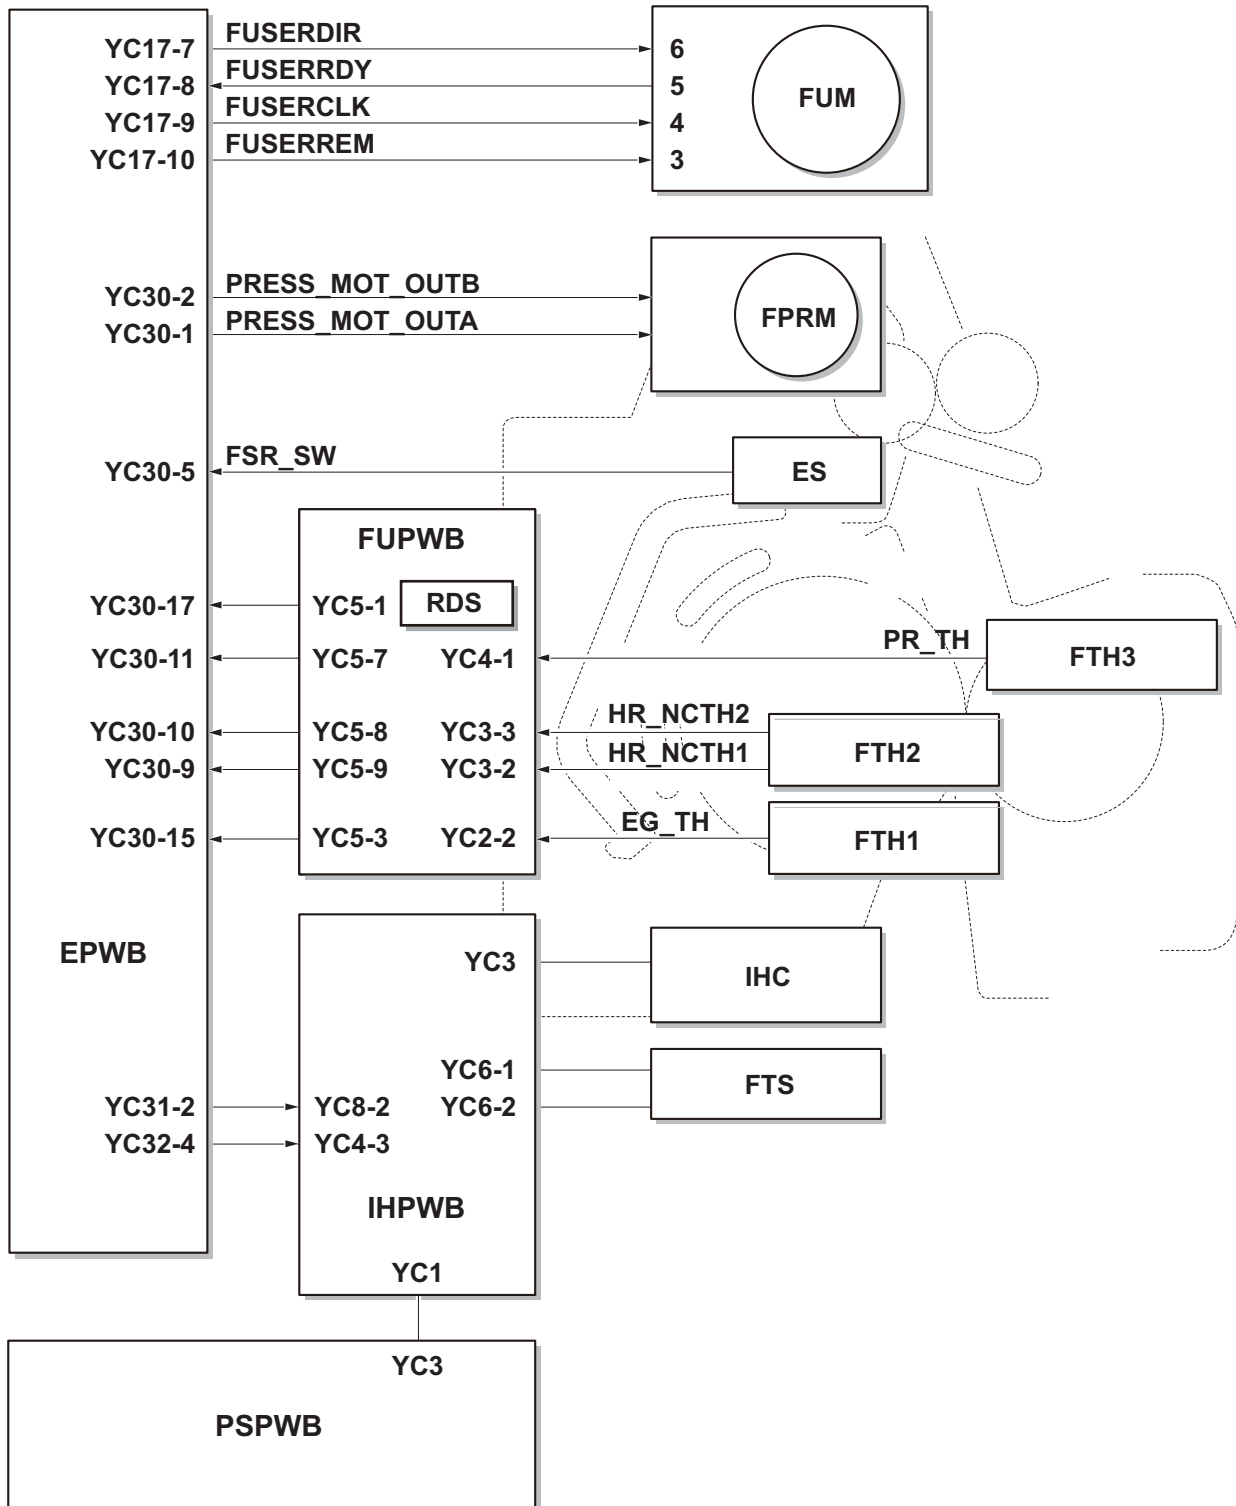 YC17-7 FUSERDIR 6
YC17-8 FUSERRDY 5
FUM
YC17-9 FUSERCLK 4
YC17-10 FUSERREM 3
YC30-2 PRESS_MOT_OUTB
FPRM
YC30-1 PRESS_MOT_OUTA
YC30-5 FSR_SW ES
FUPWB
YC30-17 YC5-1 RDS
YC30-11 YC5-7 YC4-1 PR_TH FTH3
YC30-10 YC5-8 YC3-3 HR_NCTH2
FTH2
YC30-9 YC5-9 YC3-2 HR_NCTH1
YC30-15 YC5-3 YC2-2 EG_TH FTH1
EPWB
YC3 IHC
YC6-1
FTS
YC31-2 YC8-2 YC6-2
YC32-4 YC4-3
IHPWB
YC1
YC3
PSPWB